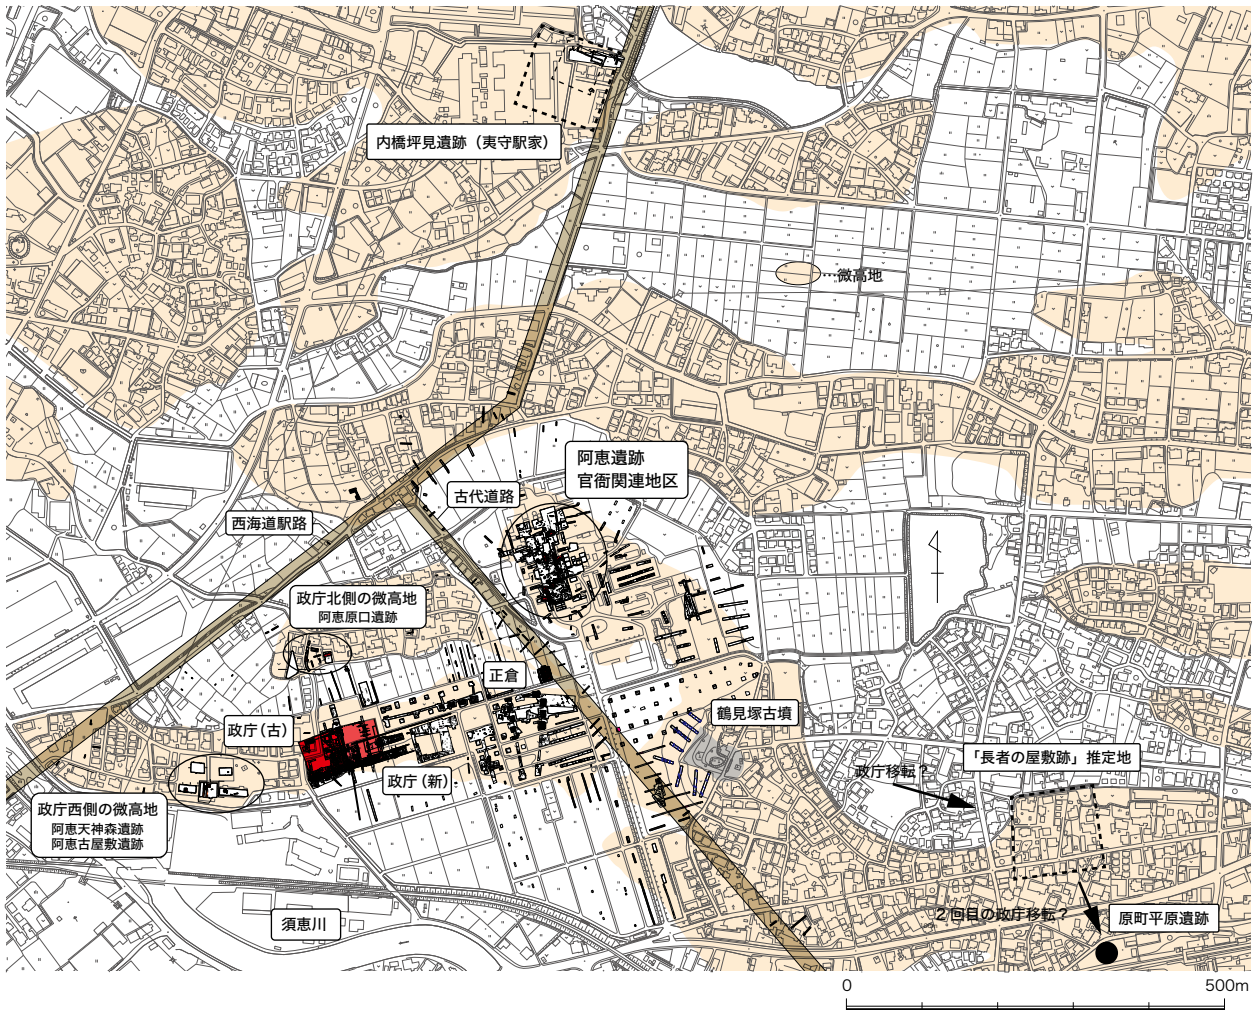 内橋坪見遺跡（夷守駅家）
…微高地
阿恵遺跡
官衙関連地区
古代道路
西海道駅路
政庁北側の微高地
阿恵原口遺跡
正倉
鶴見塚古墳
政庁（古）
政庁（新）
「長者の屋敷跡」推定地
政庁移転？
政庁西側の微高地
阿恵天神森遺跡
阿恵古屋敷遺跡
須恵川
２回目の政庁移転？
原町平原遺跡
0
500m